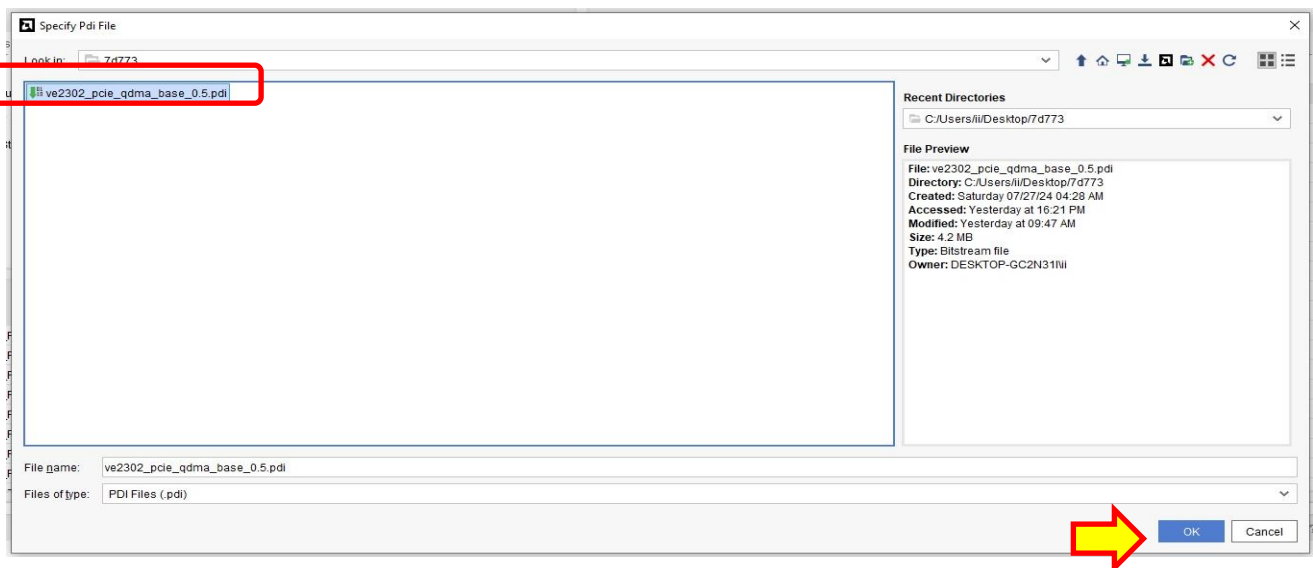 Specify Pdi File
Look in: 7d773
ve2302_pcie_qdma_base_0.5.pdi
Recent Directories
C:/Users/ii/Desktop/7d773
File Preview
File: ve2302_pcie_qdma_base_0.5.pdi
Directory: C:/Users/ii/Desktop/7d773
Created: Saturday 07/27/24 04:28 AM
Accessed: Yesterday at 16:21 PM
Modified: Yesterday at 09:47 AM
Size: 4.2 MB
Type: Bitstream file
Owner: DESKTOP-GC2N31I\ii
File name: ve2302_pcie_qdma_base_0.5.pdi
Files of type: PDI Files (.pdi)
OK Cancel